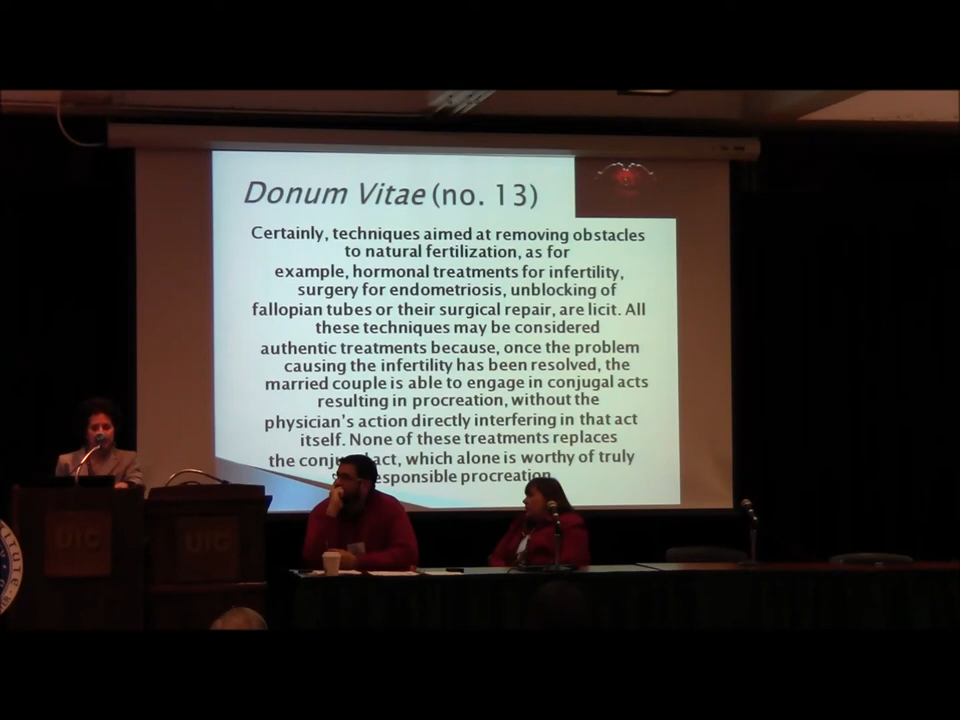 Donum Vitae (no. 13)
Certainly, techniques aimed at removing obstacles
to natural fertilization, as for
example, hormonal treatments for infertility,
surgery for endometriosis, unblocking of
fallopian tubes or their surgical repair, are licit. All
these techniques may be considered
authentic treatments because, once the problem
causing the infertility has been resolved, the
married couple is able to engage in conjugal acts
resulting in procreation, without the
physician's action directly interfering in that act
itself. None of these treatments replaces
the act, which alone is worthy of truly
responsible procreation
UIC
UIC